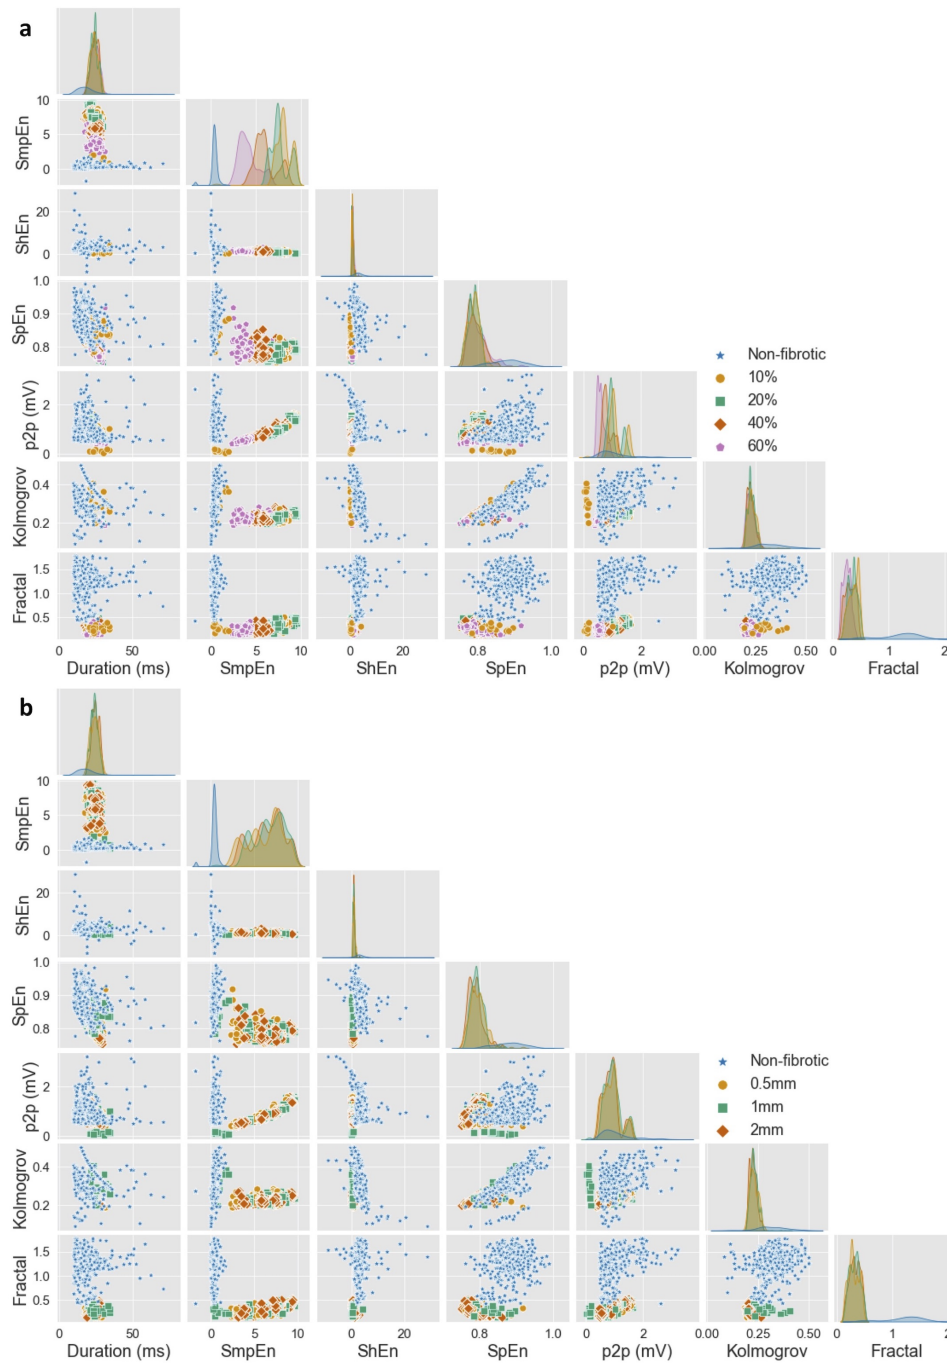 a
10
SmpEn
5
0
ShEn
20
0
1.0
SpEn
0.9
0.8
Non-fibrotic
10%
p2p (mV)
2
20%
40%
0
60%
Kolmogrov
0.4
0.2
Fractal
1.5
1.0
0.5
0 50 0 5 10 0 20 0.8 1.0 0 2 0.00 0.25 0.50 0 1 2
Duration (ms) SmpEn ShEn SpEn p2p (mV) Kolmogrov Fractal
b
10
SmpEn
5
0
ShEn
20
0
1.0
SpEn
0.9
0.8
Non-fibrotic
p2p (mV)
2
0.5mm
1mm
0
2mm
Kolmogrov
0.4
0.2
Fractal
1.5
1.0
0.5
0 50 0 5 10 0 20 0.8 1.0 0 2 0.00 0.25 0.50 0 1 2
Duration (ms) SmpEn ShEn SpEn p2p (mV) Kolmogrov Fractal